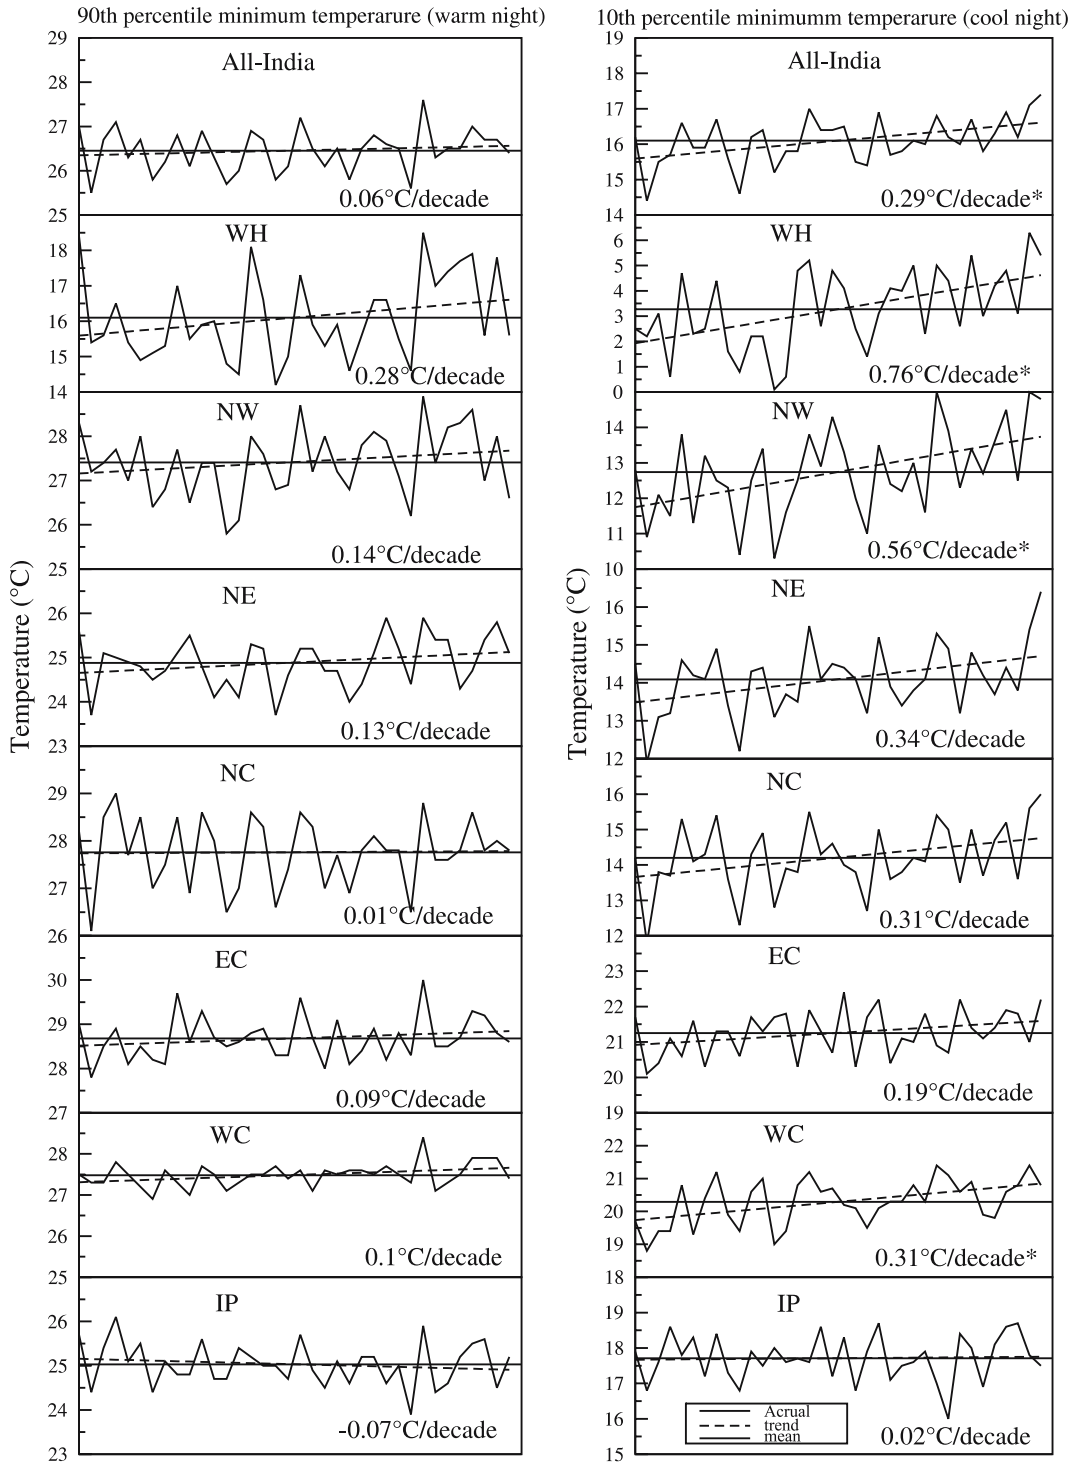 90th percentile minimum temperarure (warm night)
29
28
27
26
25
All-India
0.06°C/decade
18
17
16
15
14
WH
0.28°C/decade
28
27
26
25
NW
0.14°C/decade
26
25
24
23
NE
0.13°C/decade
29
28
27
26
NC
0.01°C/decade
30
29
28
27
EC
0.09°C/decade
28
27
26
25
WC
0.1°C/decade
26
25
24
23
IP
-0.07°C/decade
Temperature (°C)
10th percentile minimumm temperarure (cool night)
19
18
17
16
15
14
All-India
0.29°C/decade*
6
5
4
3
2
1
0
WH
0.76°C/decade*
14
13
12
11
10
NW
0.56°C/decade*
16
15
14
13
12
NE
0.34°C/decade
16
15
14
13
12
NC
0.31°C/decade
23
22
21
20
19
EC
0.19°C/decade
22
21
20
19
18
WC
0.31°C/decade*
19
18
17
16
15
IP
Acrual
trend
mean
0.02°C/decade
Temperature (°C)